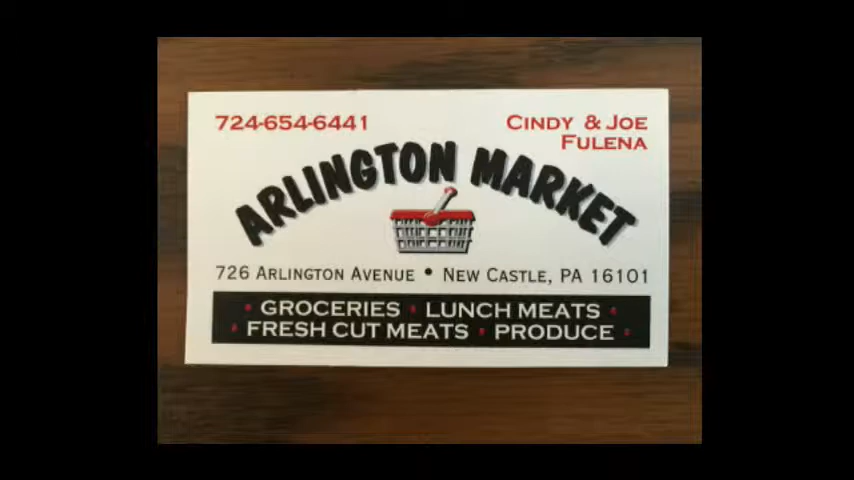 724-654-6441
CINDY & JOE
FULENA
ARLINGTON MARKET
726 ARLINGTON AVENUE • NEW CASTLE, PA 16101
• GROCERIES • LUNCH MEATS •
• FRESH CUT MEATS • PRODUCE •